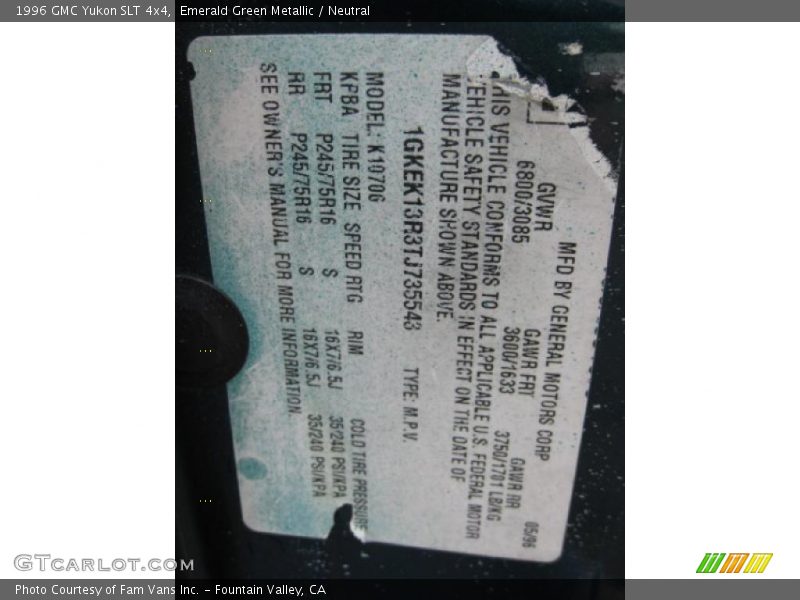 1996 GMC Yukon SLT 4x4, Emerald Green Metallic / Neutral
MFD BY GENERAL MOTORS CORP 05/96
GVWR GAWR FRT GAWR RR
6800/3085 3600/1633 3750/1701 LB/KG
THIS VEHICLE CONFORMS TO ALL APPLICABLE U.S. FEDERAL MOTOR
VEHICLE SAFETY STANDARDS IN EFFECT ON THE DATE OF
MANUFACTURE SHOWN ABOVE.
1GKEK13R3TJ735543 TYPE: M.P.V.
MODEL: K10706
KPBA TIRE SIZE SPEED RTG RIM COLD TIRE PRESSURE
FRT P245/75R16 S 16X7/6.5J 35/240 PSI/KPA
RR P245/75R16 S 16X7/6.5J 35/240 PSI/KPA
SEE OWNER'S MANUAL FOR MORE INFORMATION.
GTCarLot.com
Photo Courtesy of Fam Vans Inc. - Fountain Valley, CA